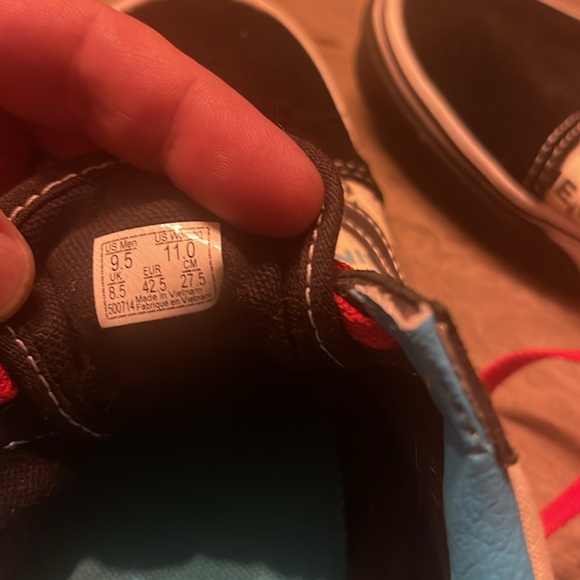 US Men US Women
9.5 11.0
UK EUR CM
8.5 42.5 27.5
500714 Made in Vietnam
Fabrique en Vietnam